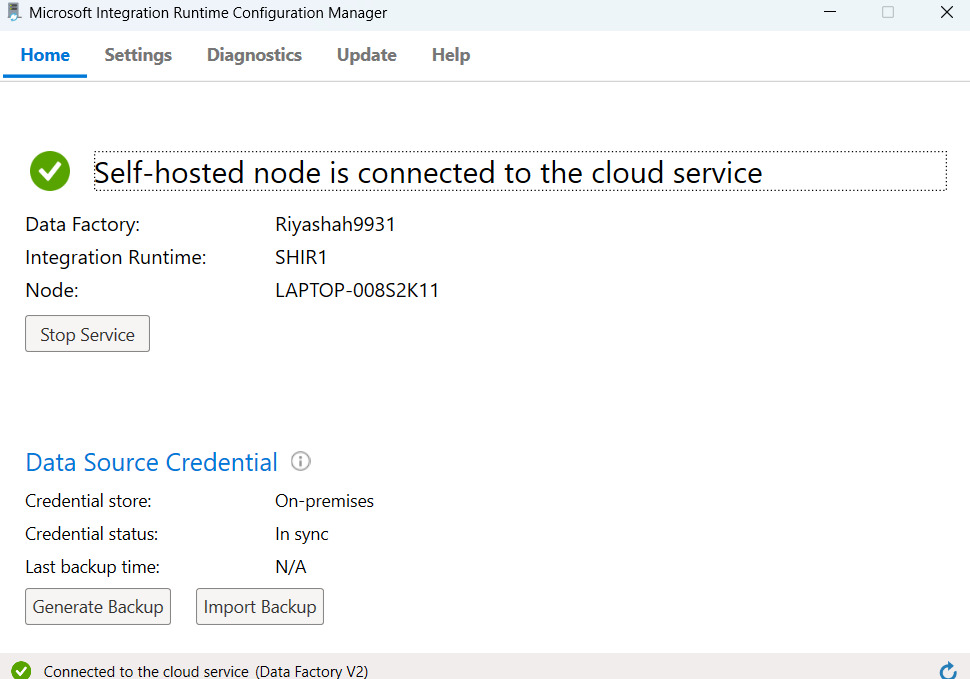 Microsoft Integration Runtime Configuration Manager
Home Settings Diagnostics Update Help
Self-hosted node is connected to the cloud service
Data Factory: Riyashah9931
Integration Runtime: SHIR1
Node: LAPTOP-008S2K11
Stop Service
Data Source Credential
Credential store: On-premises
Credential status: In sync
Last backup time: N/A
Generate Backup Import Backup
Connected to the cloud service (Data Factory V2)